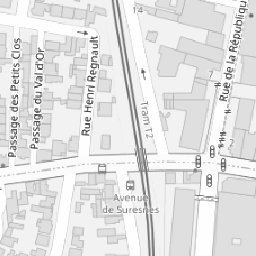 Passage des Petits Clos
Passage du Val d'Or
Rue Henri Regnault
Tram T2
Rue de la République
Avenue
de Suresnes
14